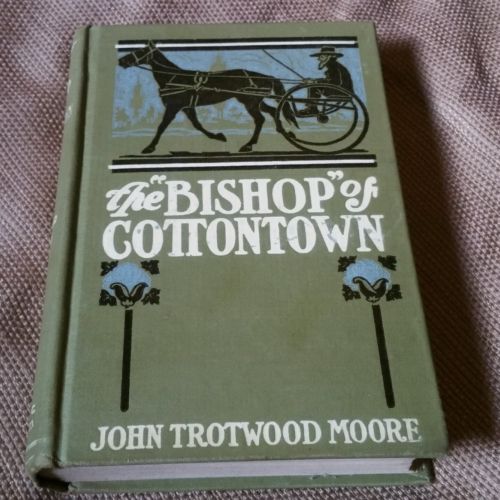 the "BISHOP" of
COTTONTOWN
JOHN TROTWOOD MOORE